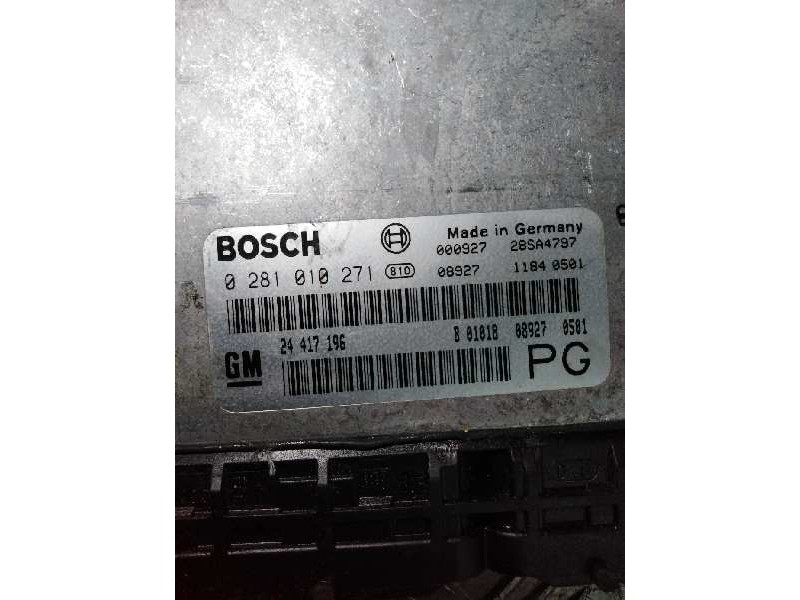 BOSCH Made in Germany
000927 28SA4797
0 281 010 271 810 08927 1184 0501
24 417 196 B 01018 08927 0501
GM PG